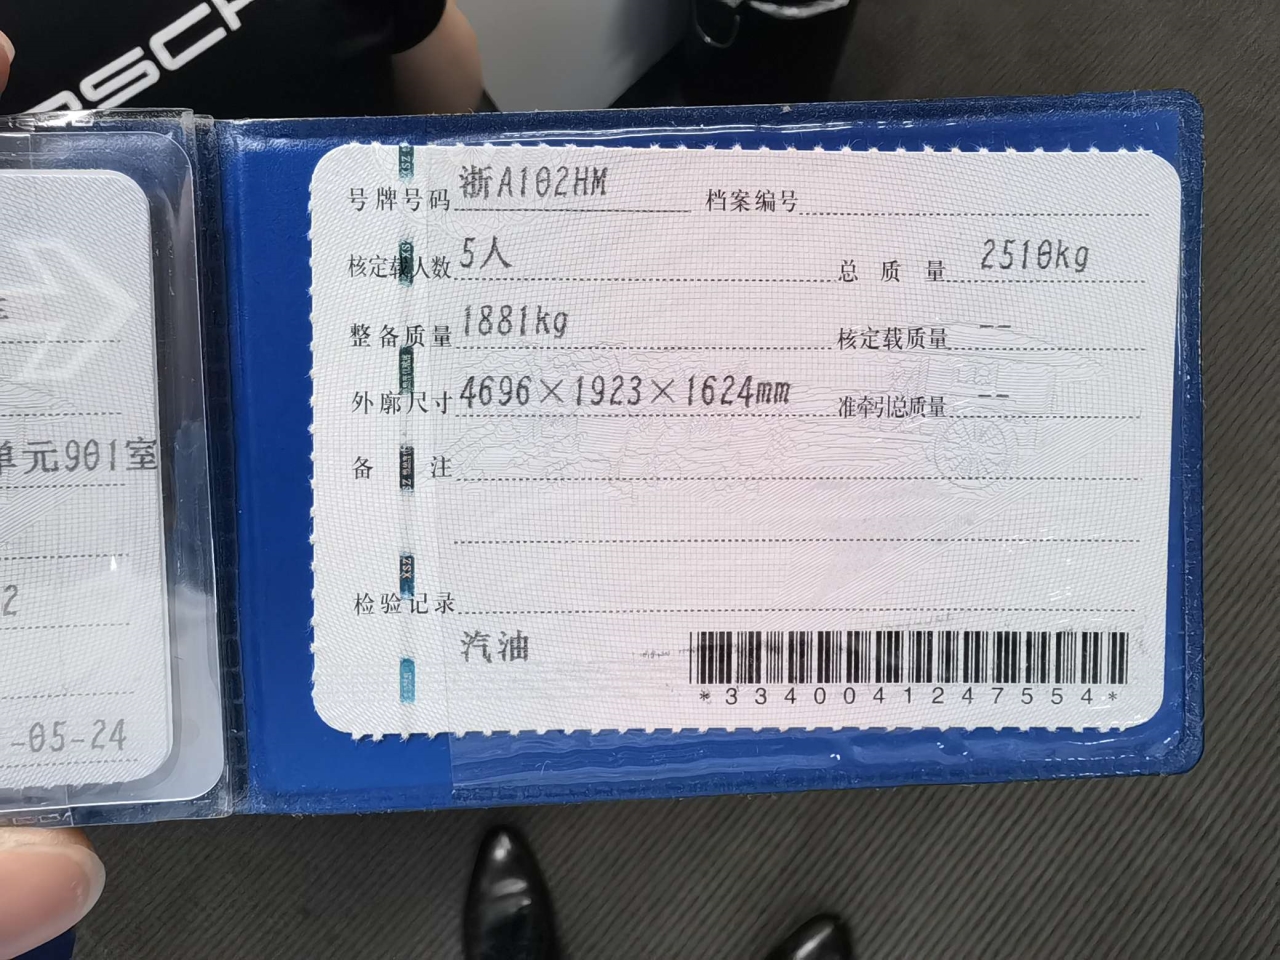 号牌号码 浙A102HM 档案编号
核定载人数 5人 总质量 2510kg
整备质量 1881kg 核定载质量 --
外廓尺寸 4696×1923×1624mm 准牵引总质量 --
备注
检验记录
汽油
*3340041247554*
单元901室
2
-05-24
XSZ